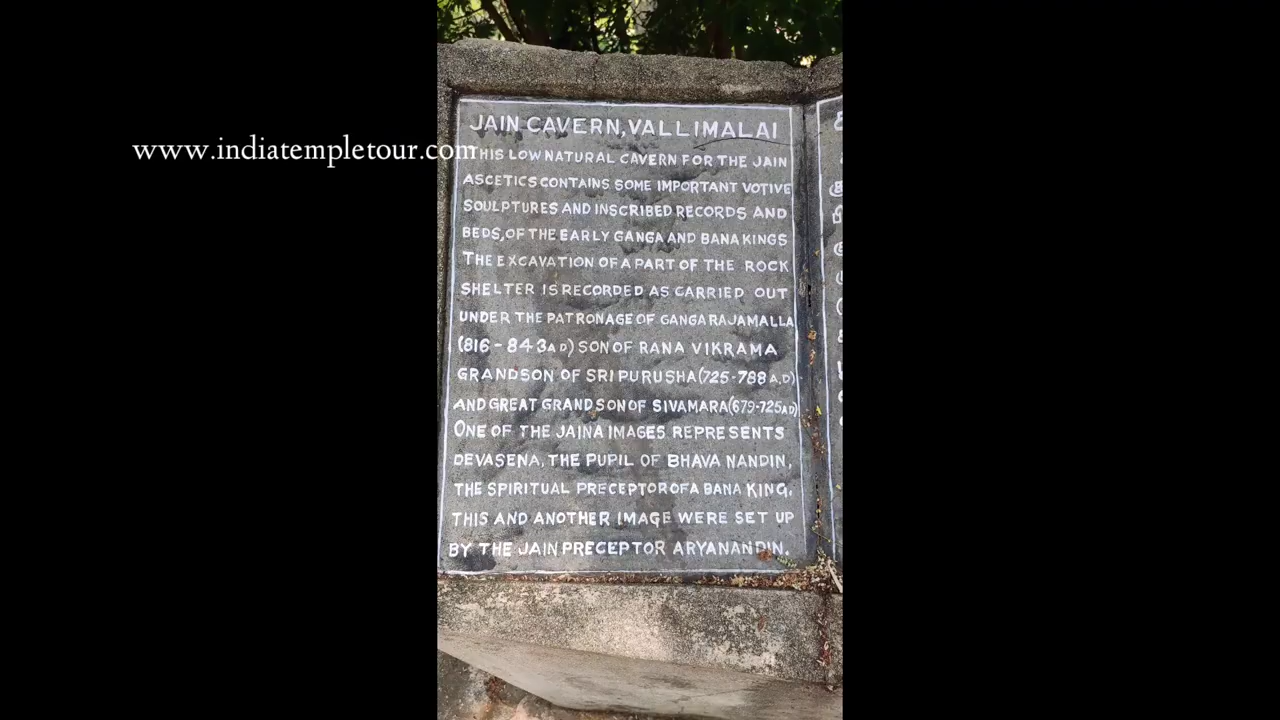 www.indiatempletour.com
JAIN CAVERN, VALLIMALAI
THIS LOW NATURAL CAVERN FOR THE JAIN
ASCETICS CONTAINS SOME IMPORTANT VOTIVE
SOULPTURES AND INSCRIBED RECORDS AND
BEDS, OF THE EARLY GANGA AND BANA KINGS
THE EXCAVATION OF A PART OF THE ROCK
SHELTER IS RECORDED AS CARRIED OUT
UNDER THE PATRONAGE OF GANGA RAJAMALLA
(816 - 843 A D) SON OF RANA VIKRAMA
GRANDSON OF SRI PURUSHA (725-788 A.D)
AND GREAT GRANDSON OF SIVAMARA (679-725 AD)
ONE OF THE JAINA IMAGES REPRESENTS
DEVASENA, THE PUPIL OF BHAVA NANDIN,
THE SPIRITUAL PRECEPTOR OF A BANA KING.
THIS AND ANOTHER IMAGE WERE SET UP
BY THE JAIN PRECEPTOR ARYANANDIN.